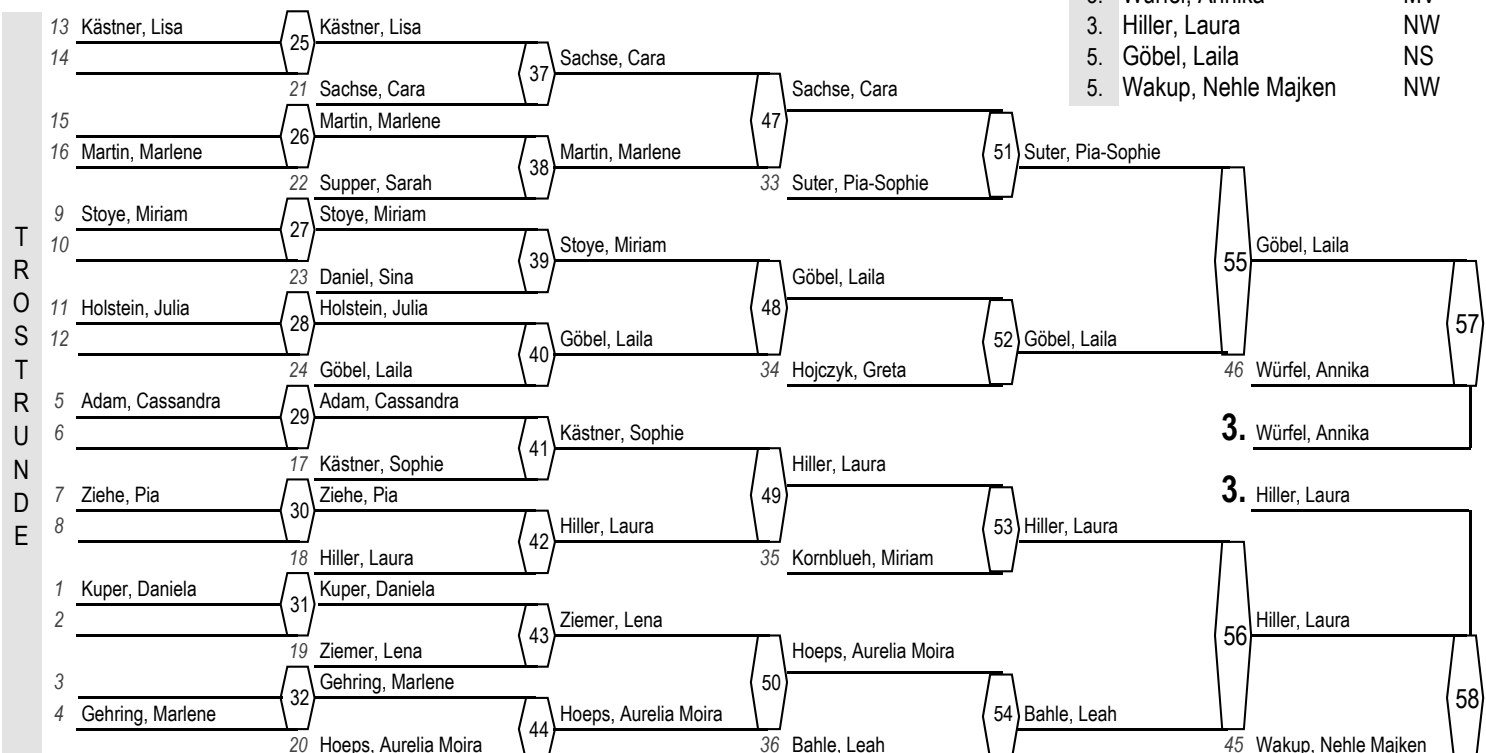 3. Würfel, Annika MV
3. Hiller, Laura NW
5. Göbel, Laila NS
5. Wakup, Nehle Majken NW
TROSTRUNDE
13 Kästner, Lisa 25 Kästner, Lisa
14 37 Sachse, Cara
21 Sachse, Cara Sachse, Cara
15 26 Martin, Marlene 47
16 Martin, Marlene 38 Martin, Marlene 51 Suter, Pia-Sophie
22 Supper, Sarah 33 Suter, Pia-Sophie
9 Stoye, Miriam 27 Stoye, Miriam
10 39 Stoye, Miriam 55 Göbel, Laila
23 Daniel, Sina Göbel, Laila
11 Holstein, Julia 28 Holstein, Julia 48 57
12 40 Göbel, Laila 52 Göbel, Laila
24 Göbel, Laila 34 Hojczyk, Greta 46 Würfel, Annika
5 Adam, Cassandra 29 Adam, Cassandra
6 41 Kästner, Sophie 3. Würfel, Annika
17 Kästner, Sophie Hiller, Laura
7 Ziehe, Pia 30 Ziehe, Pia 49 3. Hiller, Laura
8 42 Hiller, Laura 53 Hiller, Laura
18 Hiller, Laura 35 Kornblueh, Miriam
1 Kuper, Daniela 31 Kuper, Daniela
2 43 Ziemer, Lena 56 Hiller, Laura
19 Ziemer, Lena Hoeps, Aurelia Moira
3 32 Gehring, Marlene 50 58
4 Gehring, Marlene 44 Hoeps, Aurelia Moira 54 Bahle, Leah
20 Hoeps, Aurelia Moira 36 Bahle, Leah 45 Wakup, Nehle Majken